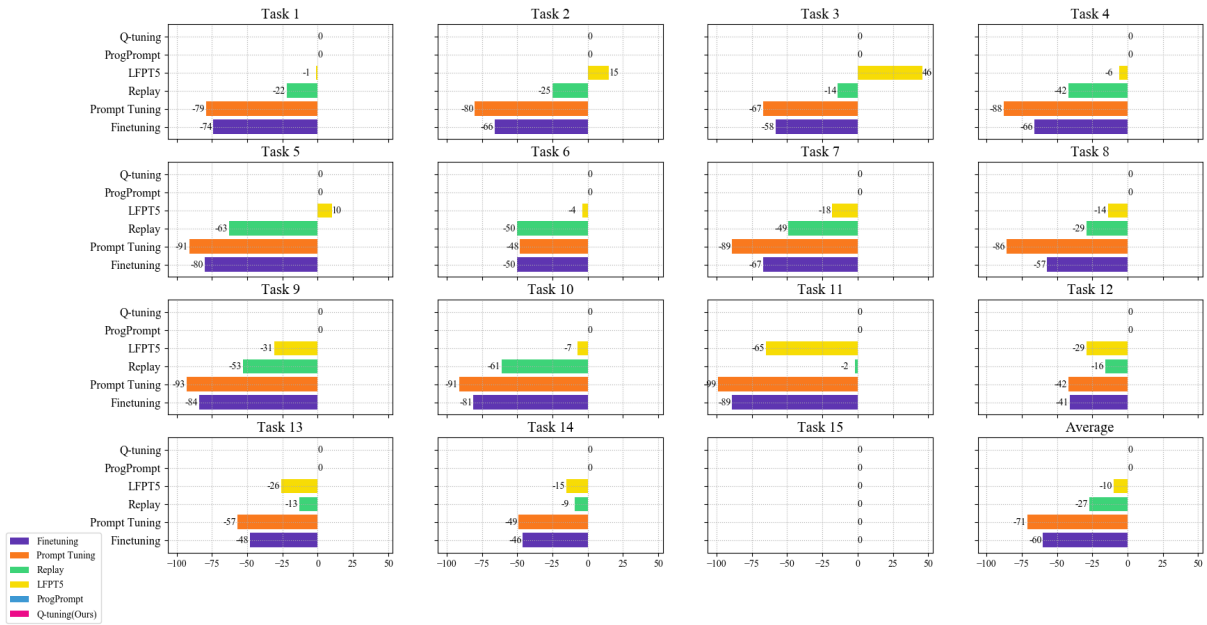 Task 1
Task 2
Task 3
Task 4
Q-tuning 0 0 0 0
ProgPrompt 0 0 0 0
LFPT5 -1 15 46 -6
Replay -22 -25 -14 -42
Prompt Tuning -79 -80 -67 -88
Finetuning -74 -66 -58 -66
Task 5
Task 6
Task 7
Task 8
Q-tuning 0 0 0 0
ProgPrompt 0 0 0 0
LFPT5 10 -4 -18 -14
Replay -63 -50 -49 -29
Prompt Tuning -91 -48 -89 -86
Finetuning -80 -50 -67 -57
Task 9
Task 10
Task 11
Task 12
Q-tuning 0 0 0 0
ProgPrompt 0 0 0 0
LFPT5 -31 -7 -65 -29
Replay -53 -61 -2 -16
Prompt Tuning -93 -91 -99 -42
Finetuning -84 -81 -89 -41
Task 13
Task 14
Task 15
Average
Q-tuning 0 0 0 0
ProgPrompt 0 0 0 0
LFPT5 -26 -15 0 -10
Replay -13 -9 0 -27
Prompt Tuning -57 -49 0 -71
Finetuning -48 -46 0 -60
−100 −75 −50 −25 0 25 50
−100 −75 −50 −25 0 25 50
−100 −75 −50 −25 0 25 50
−100 −75 −50 −25 0 25 50
Finetuning
Prompt Tuning
Replay
LFPT5
ProgPrompt
Q-tuning(Ours)